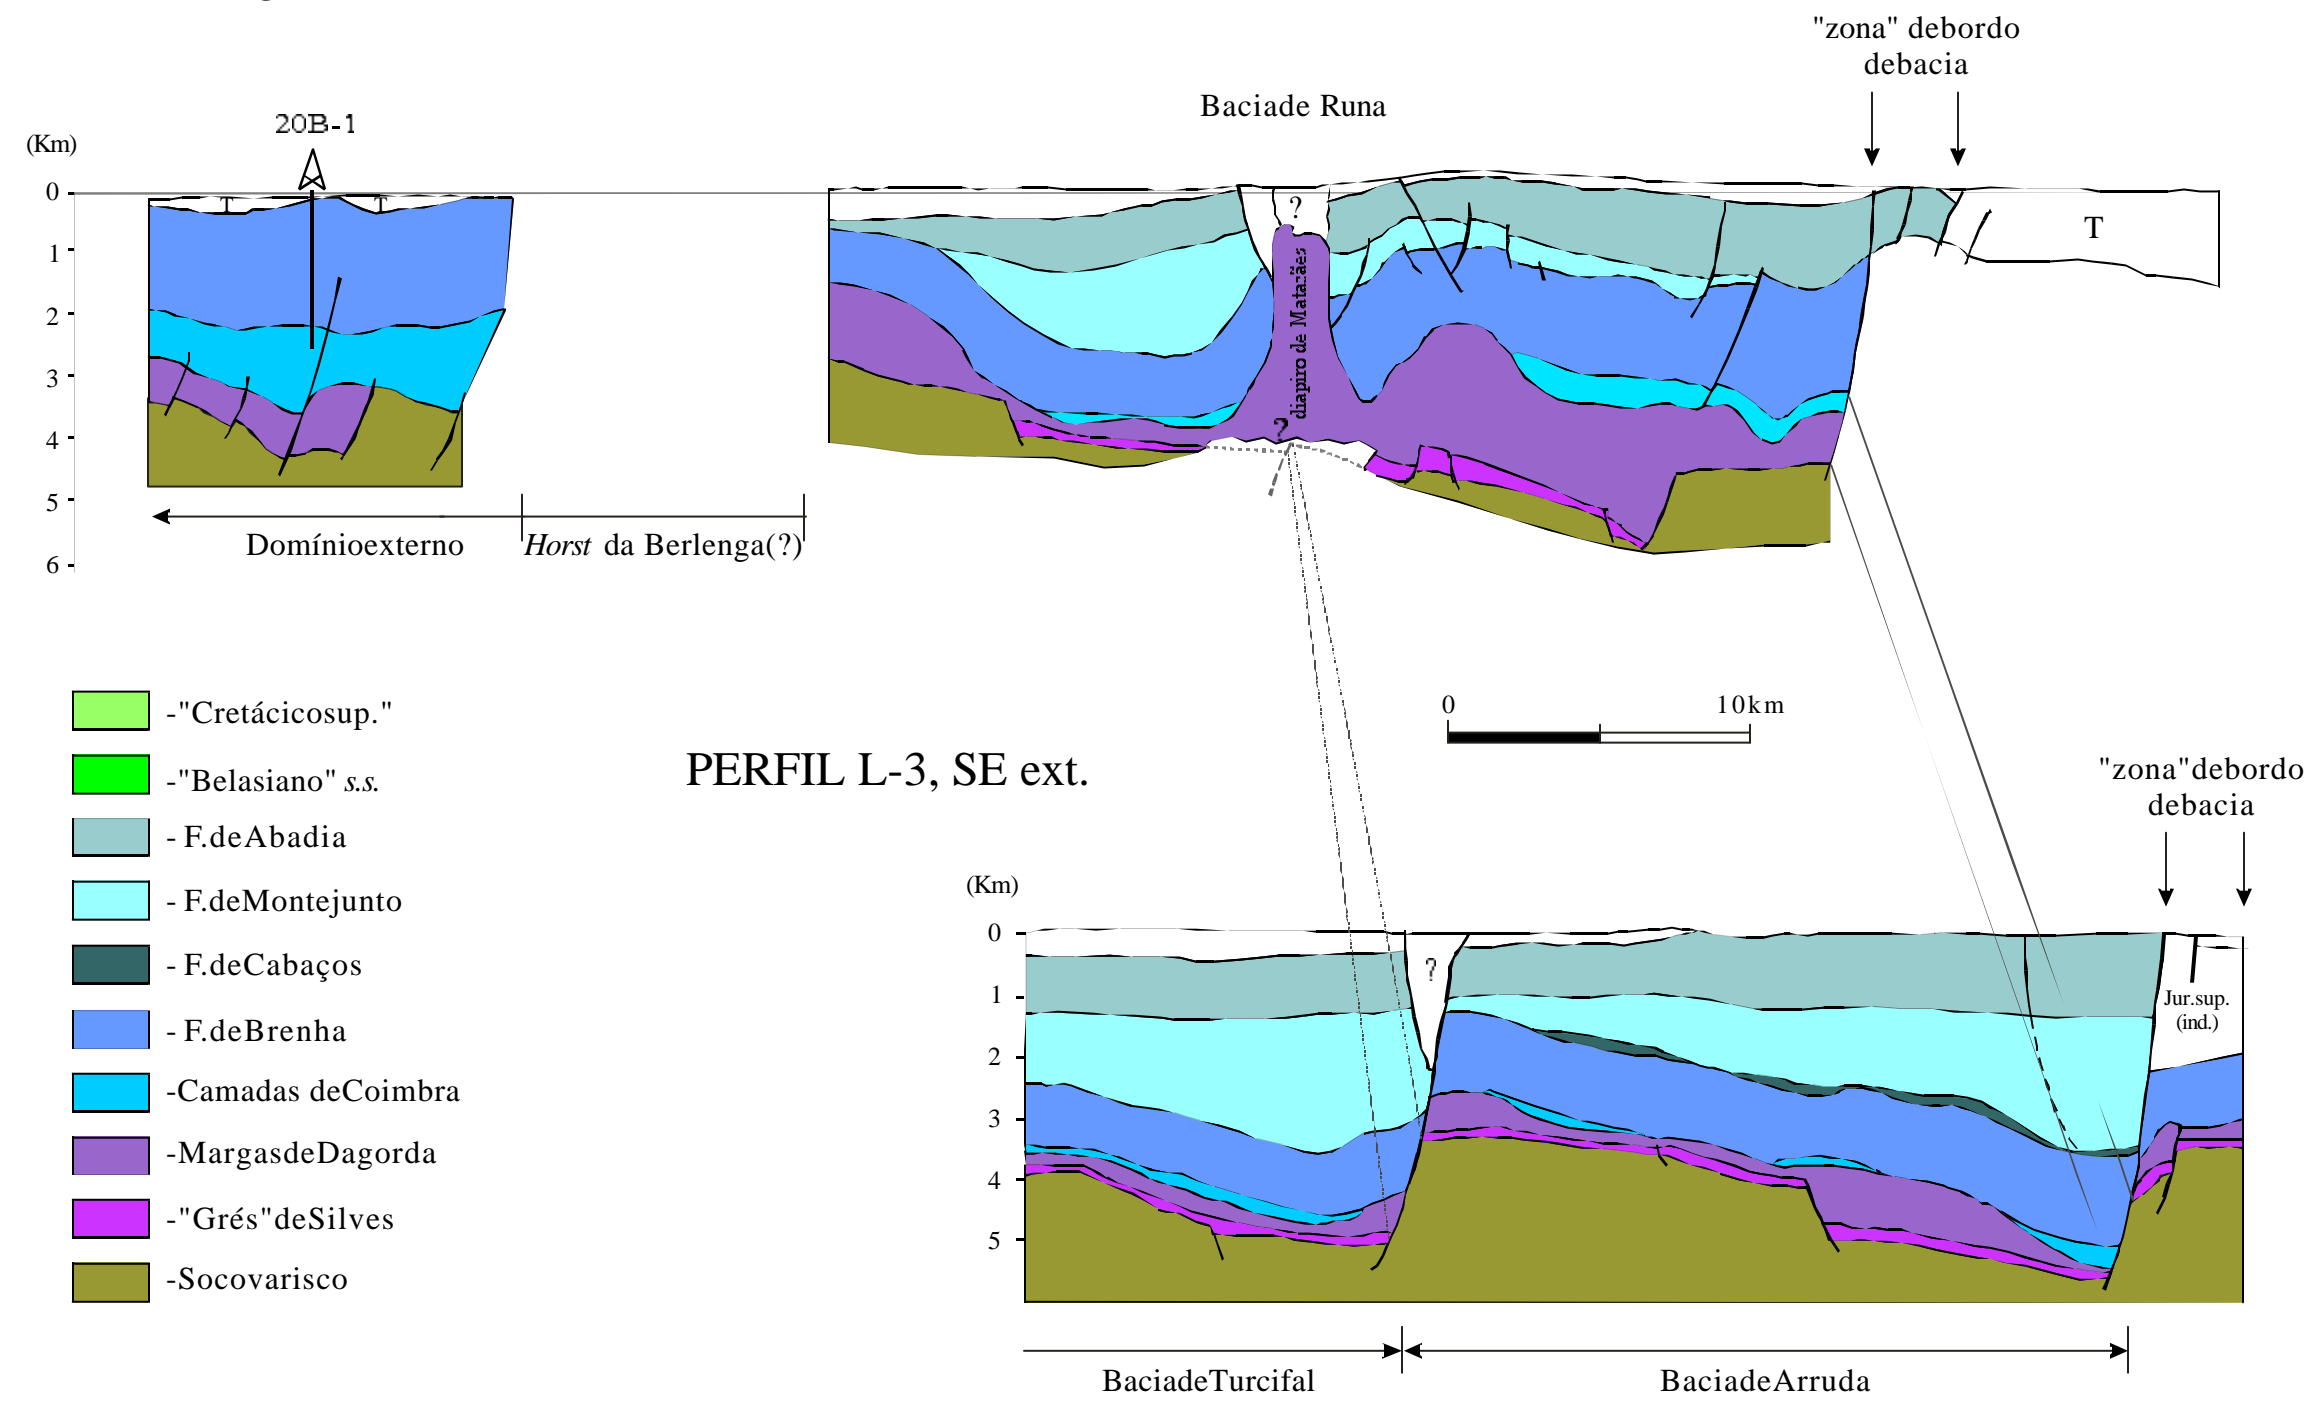 "zona" debordo
debacia
Baciade Runa
20B-1
(Km)
0
T
T
?
T
1
2
3
4
5
6
diapiro de Matacães
?
Domínioexterno
Horst da Berlenga(?)
-"Cretácicosup."
-"Belasiano" s.s.
- F.deAbadia
- F.deMontejunto
- F.deCabaços
- F.deBrenha
-Camadas deCoimbra
-MargasdeDagorda
-"Grés"deSilves
-Socovarisco
0
10km
PERFIL L-3, SE ext.
"zona"debordo
debacia
(Km)
0
1
2
3
4
5
?
Jur.sup.
(ind.)
BaciadeTurcifal
BaciadeArruda